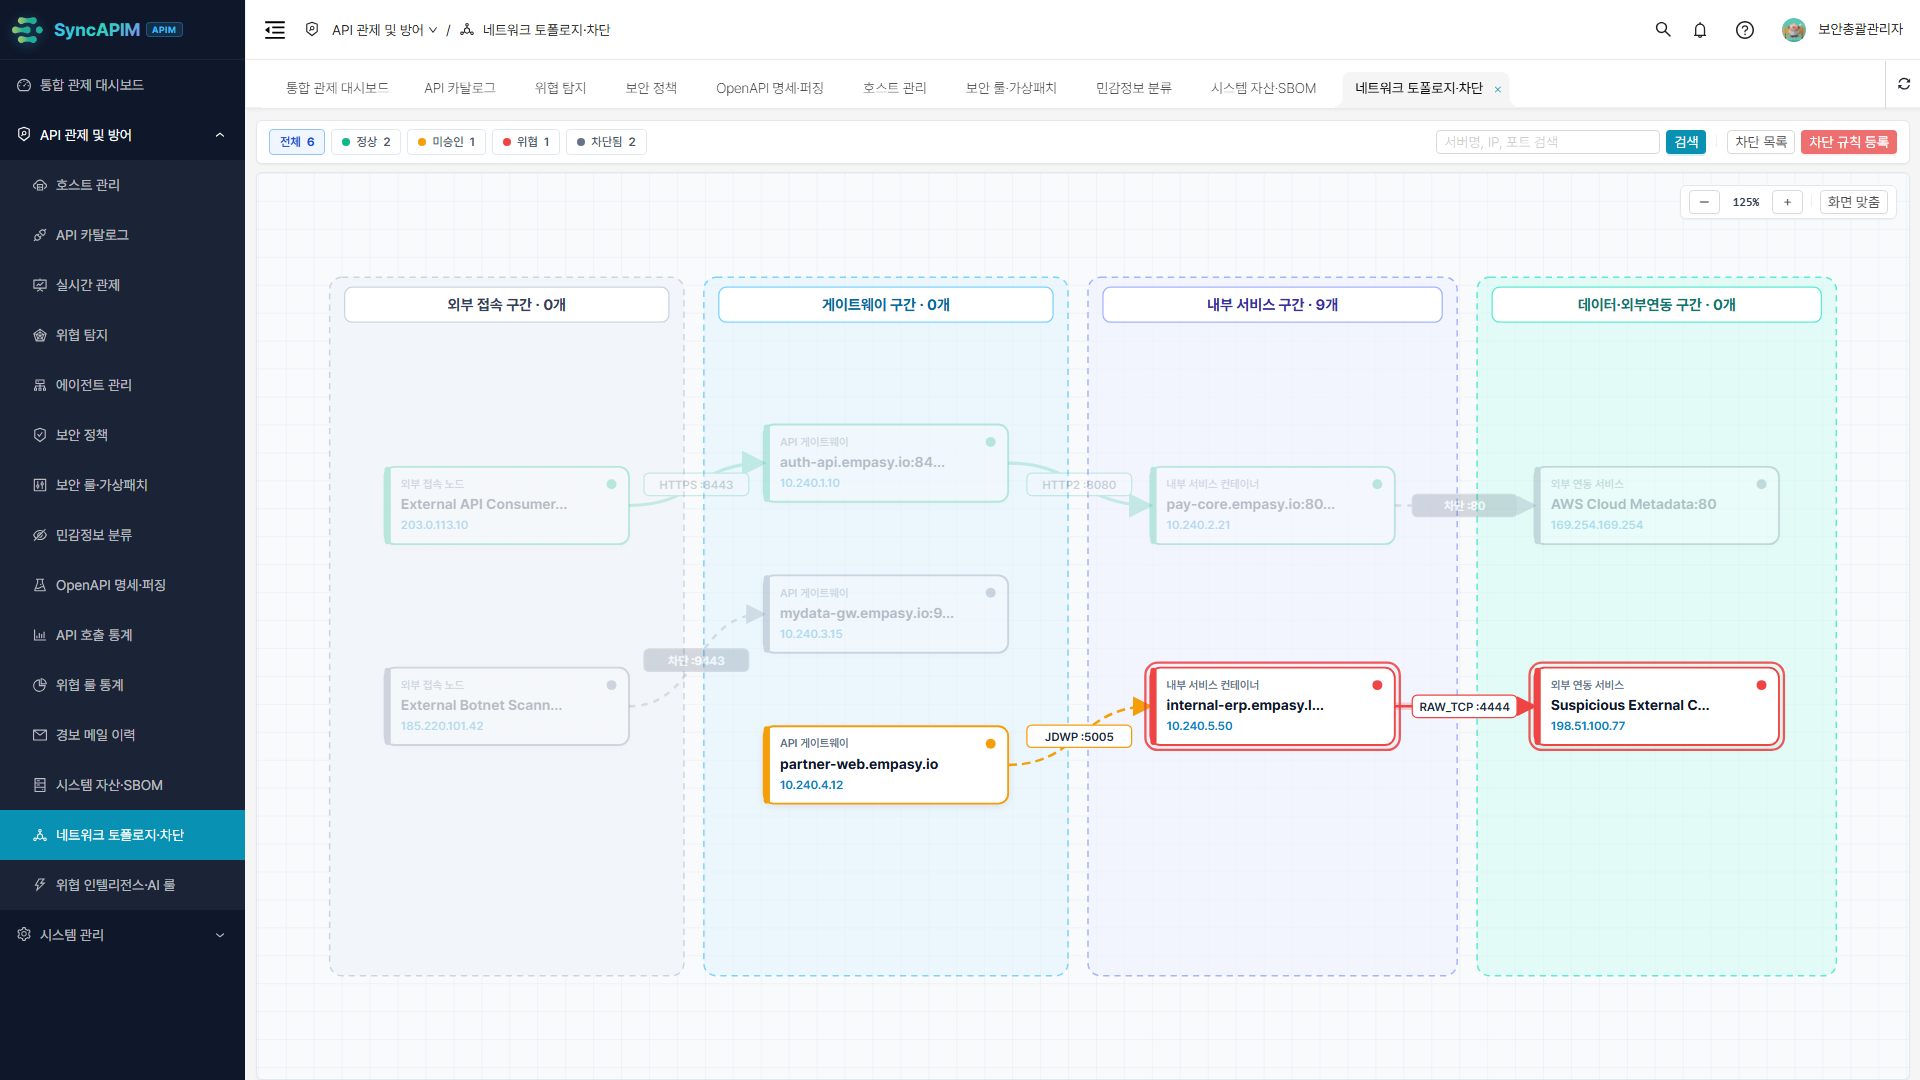 SyncAPIM APIM
통합 관제 대시보드
API 관제 및 방어
호스트 관리
API 카탈로그
실시간 관제
위협 탐지
에이전트 관리
보안 정책
보안 룰·가상패치
민감정보 분류
OpenAPI 명세·퍼징
API 호출 통계
위협 룰 통계
경보 메일 이력
시스템 자산·SBOM
네트워크 토폴로지·차단
위협 인텔리전스·AI 룰
시스템 관리
API 관제 및 방어 / 네트워크 토폴로지·차단
보안총괄관리자
통합 관제 대시보드 API 카탈로그 위협 탐지 보안 정책 OpenAPI 명세·퍼징 호스트 관리 보안 룰·가상패치 민감정보 분류 시스템 자산·SBOM 네트워크 토폴로지·차단 ×
전체 6 정상 2 미승인 1 위협 1 차단됨 2
서버명, IP, 포트 검색 검색 차단 목록 차단 규칙 등록
− 125% + 화면 맞춤
외부 접속 구간 · 0개
게이트웨이 구간 · 0개
내부 서비스 구간 · 9개
데이터·외부연동 구간 · 0개
외부 접속 노드
External API Consumer...
203.0.113.10
HTTPS :8443
API 게이트웨이
auth-api.empasy.io:84...
10.240.1.10
HTTP2 :8080
내부 서비스 컨테이너
pay-core.empasy.io:80...
10.240.2.21
차단 :80
외부 연동 서비스
AWS Cloud Metadata:80
169.254.169.254
API 게이트웨이
mydata-gw.empasy.io:9...
10.240.3.15
차단 :9443
외부 접속 노드
External Botnet Scann...
185.220.101.42
API 게이트웨이
partner-web.empasy.io
10.240.4.12
JDWP :5005
내부 서비스 컨테이너
internal-erp.empasy.l...
10.240.5.50
RAW_TCP :4444
외부 연동 서비스
Suspicious External C...
198.51.100.77